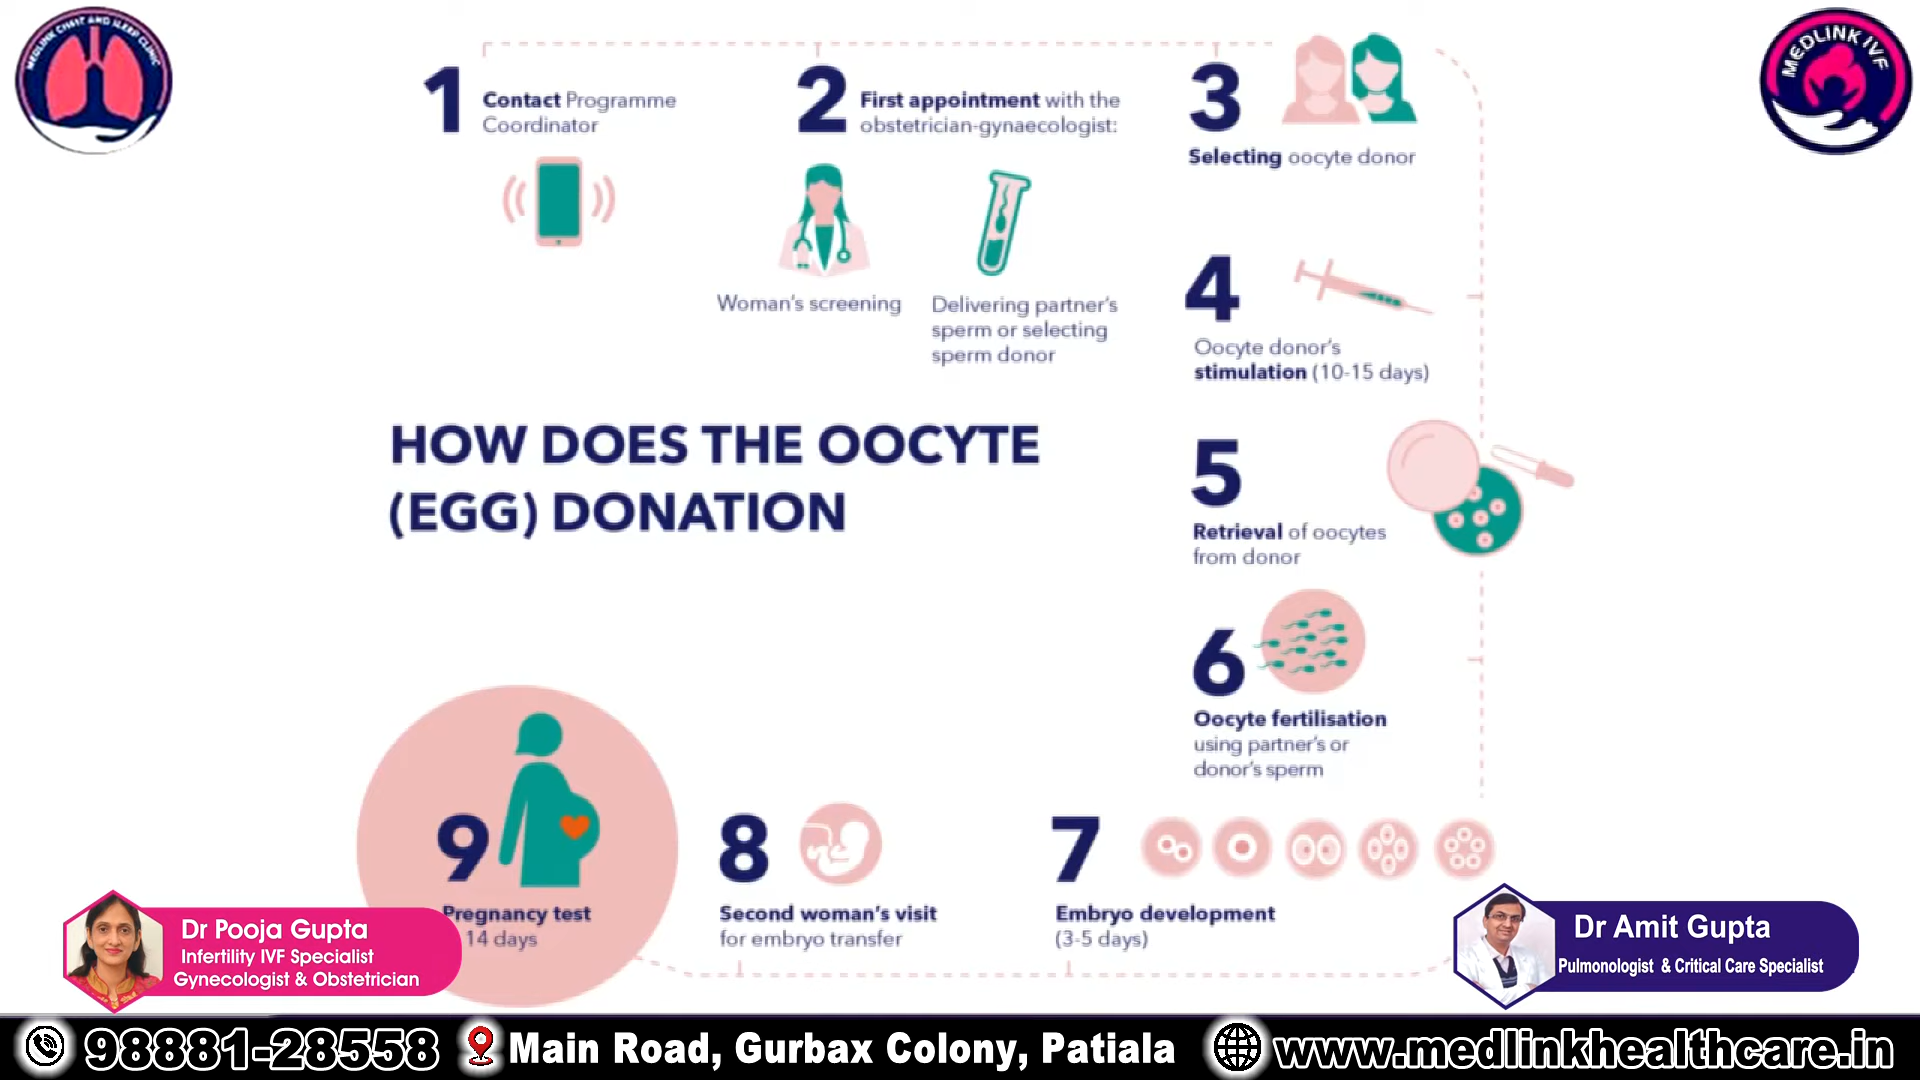 MEDLINK CHEST AND SLEEP CLINIC
MEDLINK IVF
1
Contact Programme
Coordinator
2
First appointment with the
obstetrician-gynaecologist:
Woman's screening
Delivering partner's
sperm or selecting
sperm donor
3
Selecting oocyte donor
4
Oocyte donor's
stimulation (10-15 days)
HOW DOES THE OOCYTE
(EGG) DONATION
5
Retrieval of oocytes
from donor
6
Oocyte fertilisation
using partner's or
donor's sperm
7
Embryo development
(3-5 days)
8
Second woman's visit
for embryo transfer
9
Pregnancy test
14 days
Dr Pooja Gupta
Infertility IVF Specialist
Gynecologist & Obstetrician
Dr Amit Gupta
Pulmonologist & Critical Care Specialist
98881-28558 Main Road, Gurbax Colony, Patiala www.medlinkhealthcare.in